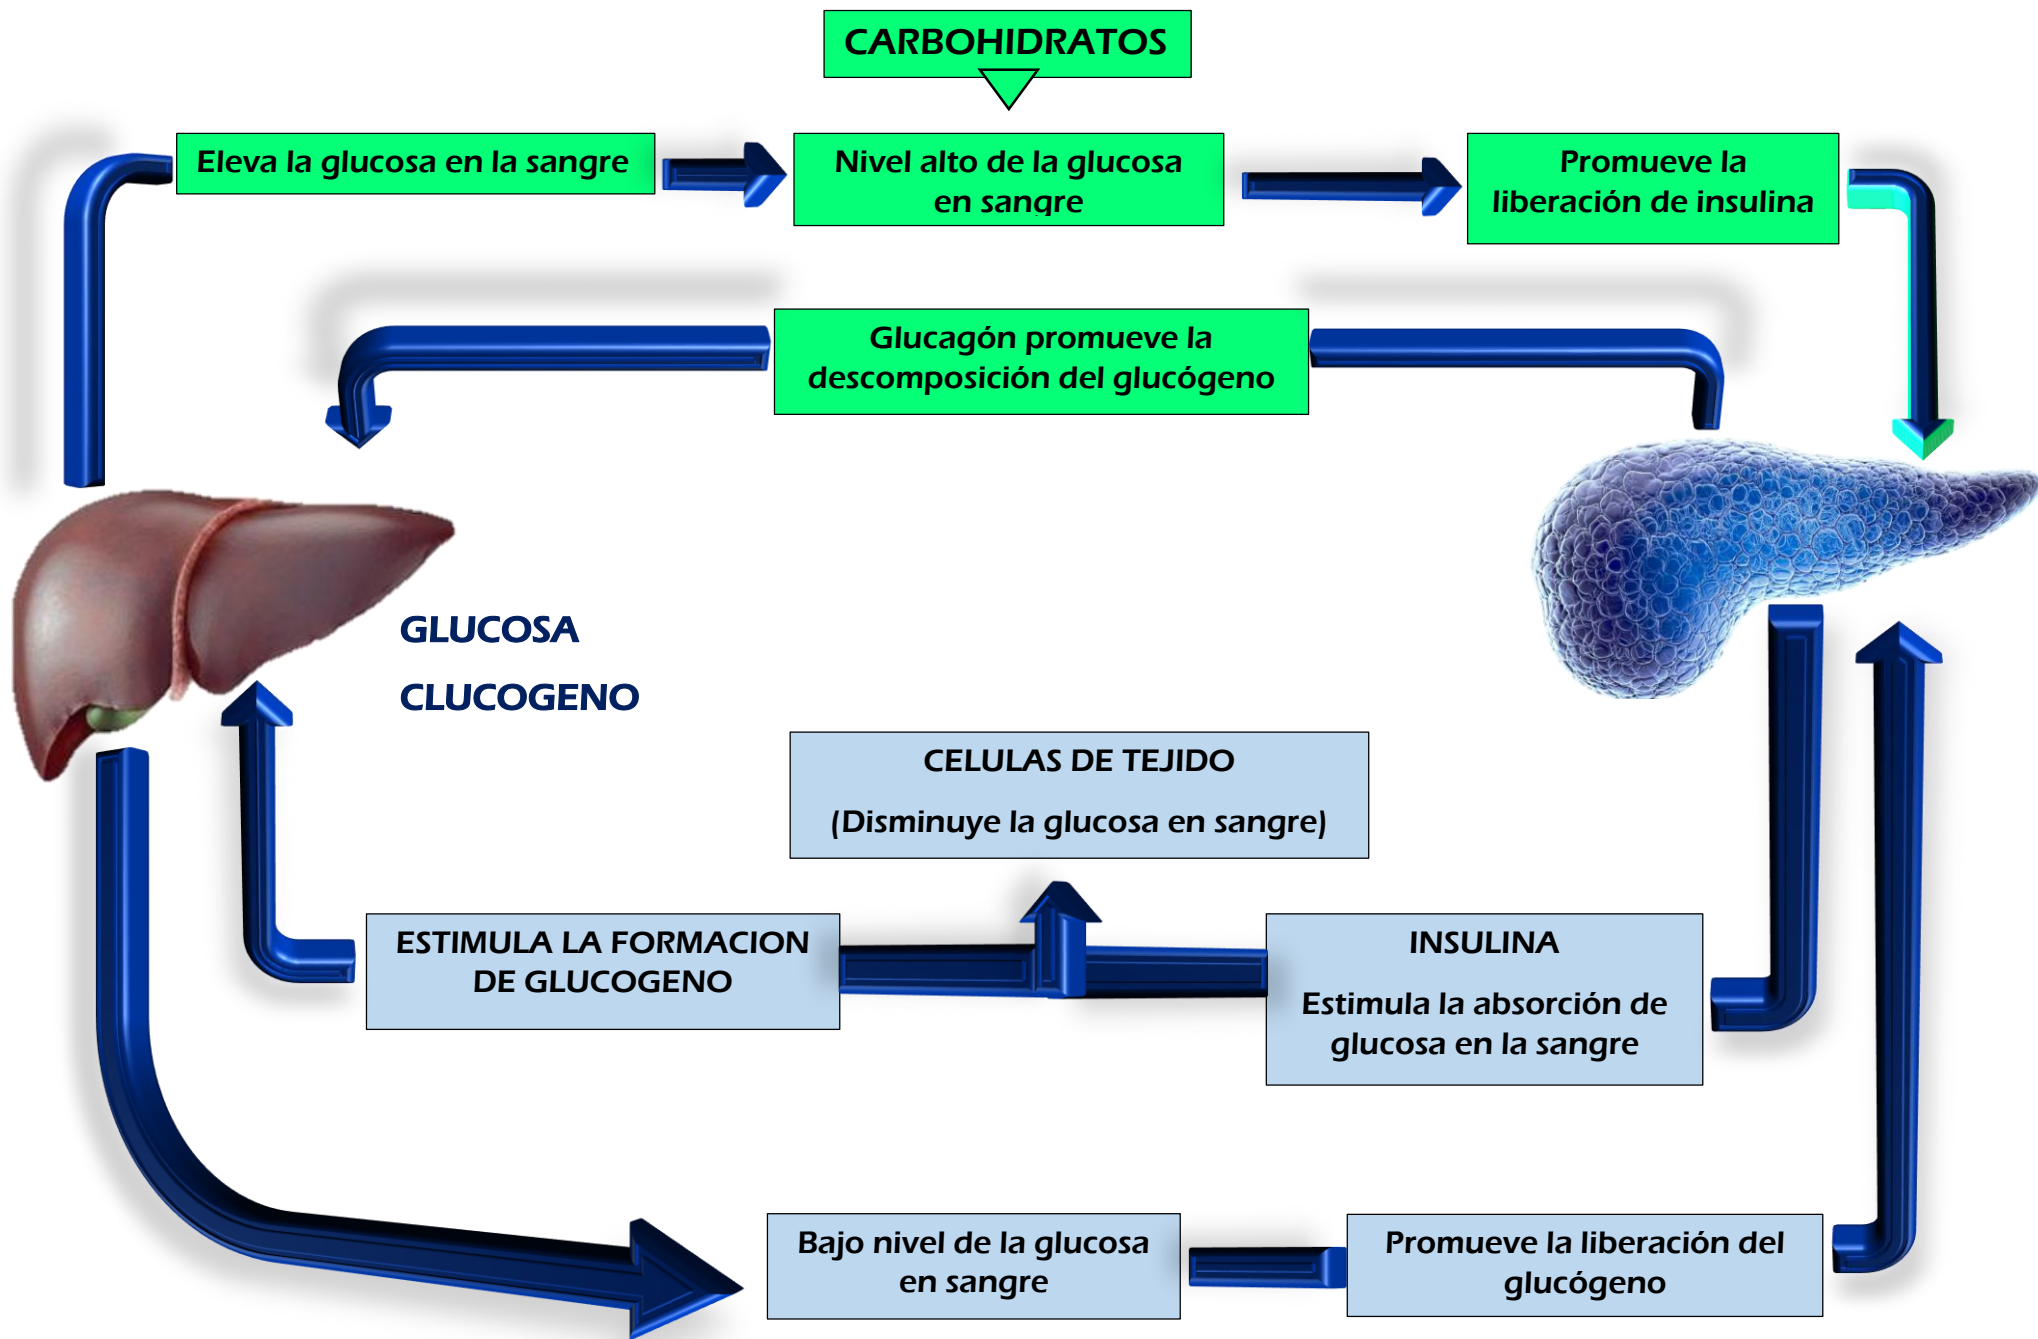 CARBOHIDRATOS
Eleva la glucosa en la sangre
Nivel alto de la glucosa
en sangre
Promueve la
liberación de insulina
Glucagón promueve la
descomposición del glucógeno
GLUCOSA
CLUCOGENO
CELULAS DE TEJIDO
(Disminuye la glucosa en sangre)
ESTIMULA LA FORMACION
DE GLUCOGENO
INSULINA
Estimula la absorción de
glucosa en la sangre
Bajo nivel de la glucosa
en sangre
Promueve la liberación del
glucógeno